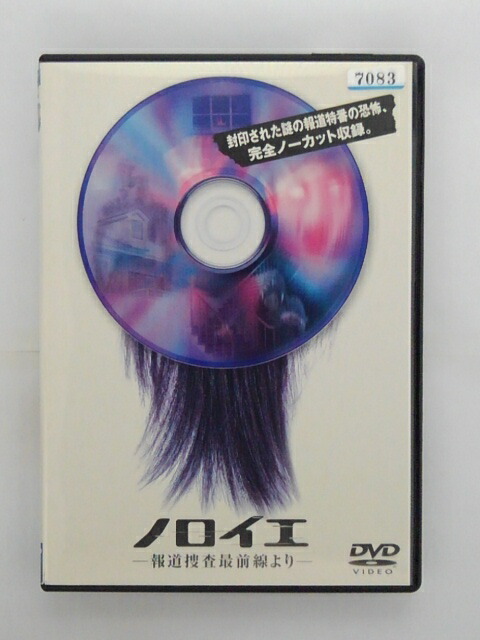 7083
封印された謎の報道特番の恐怖、
完全ノーカット収録。
ノロイエ
―報道捜査最前線より―
DVD
VIDEO